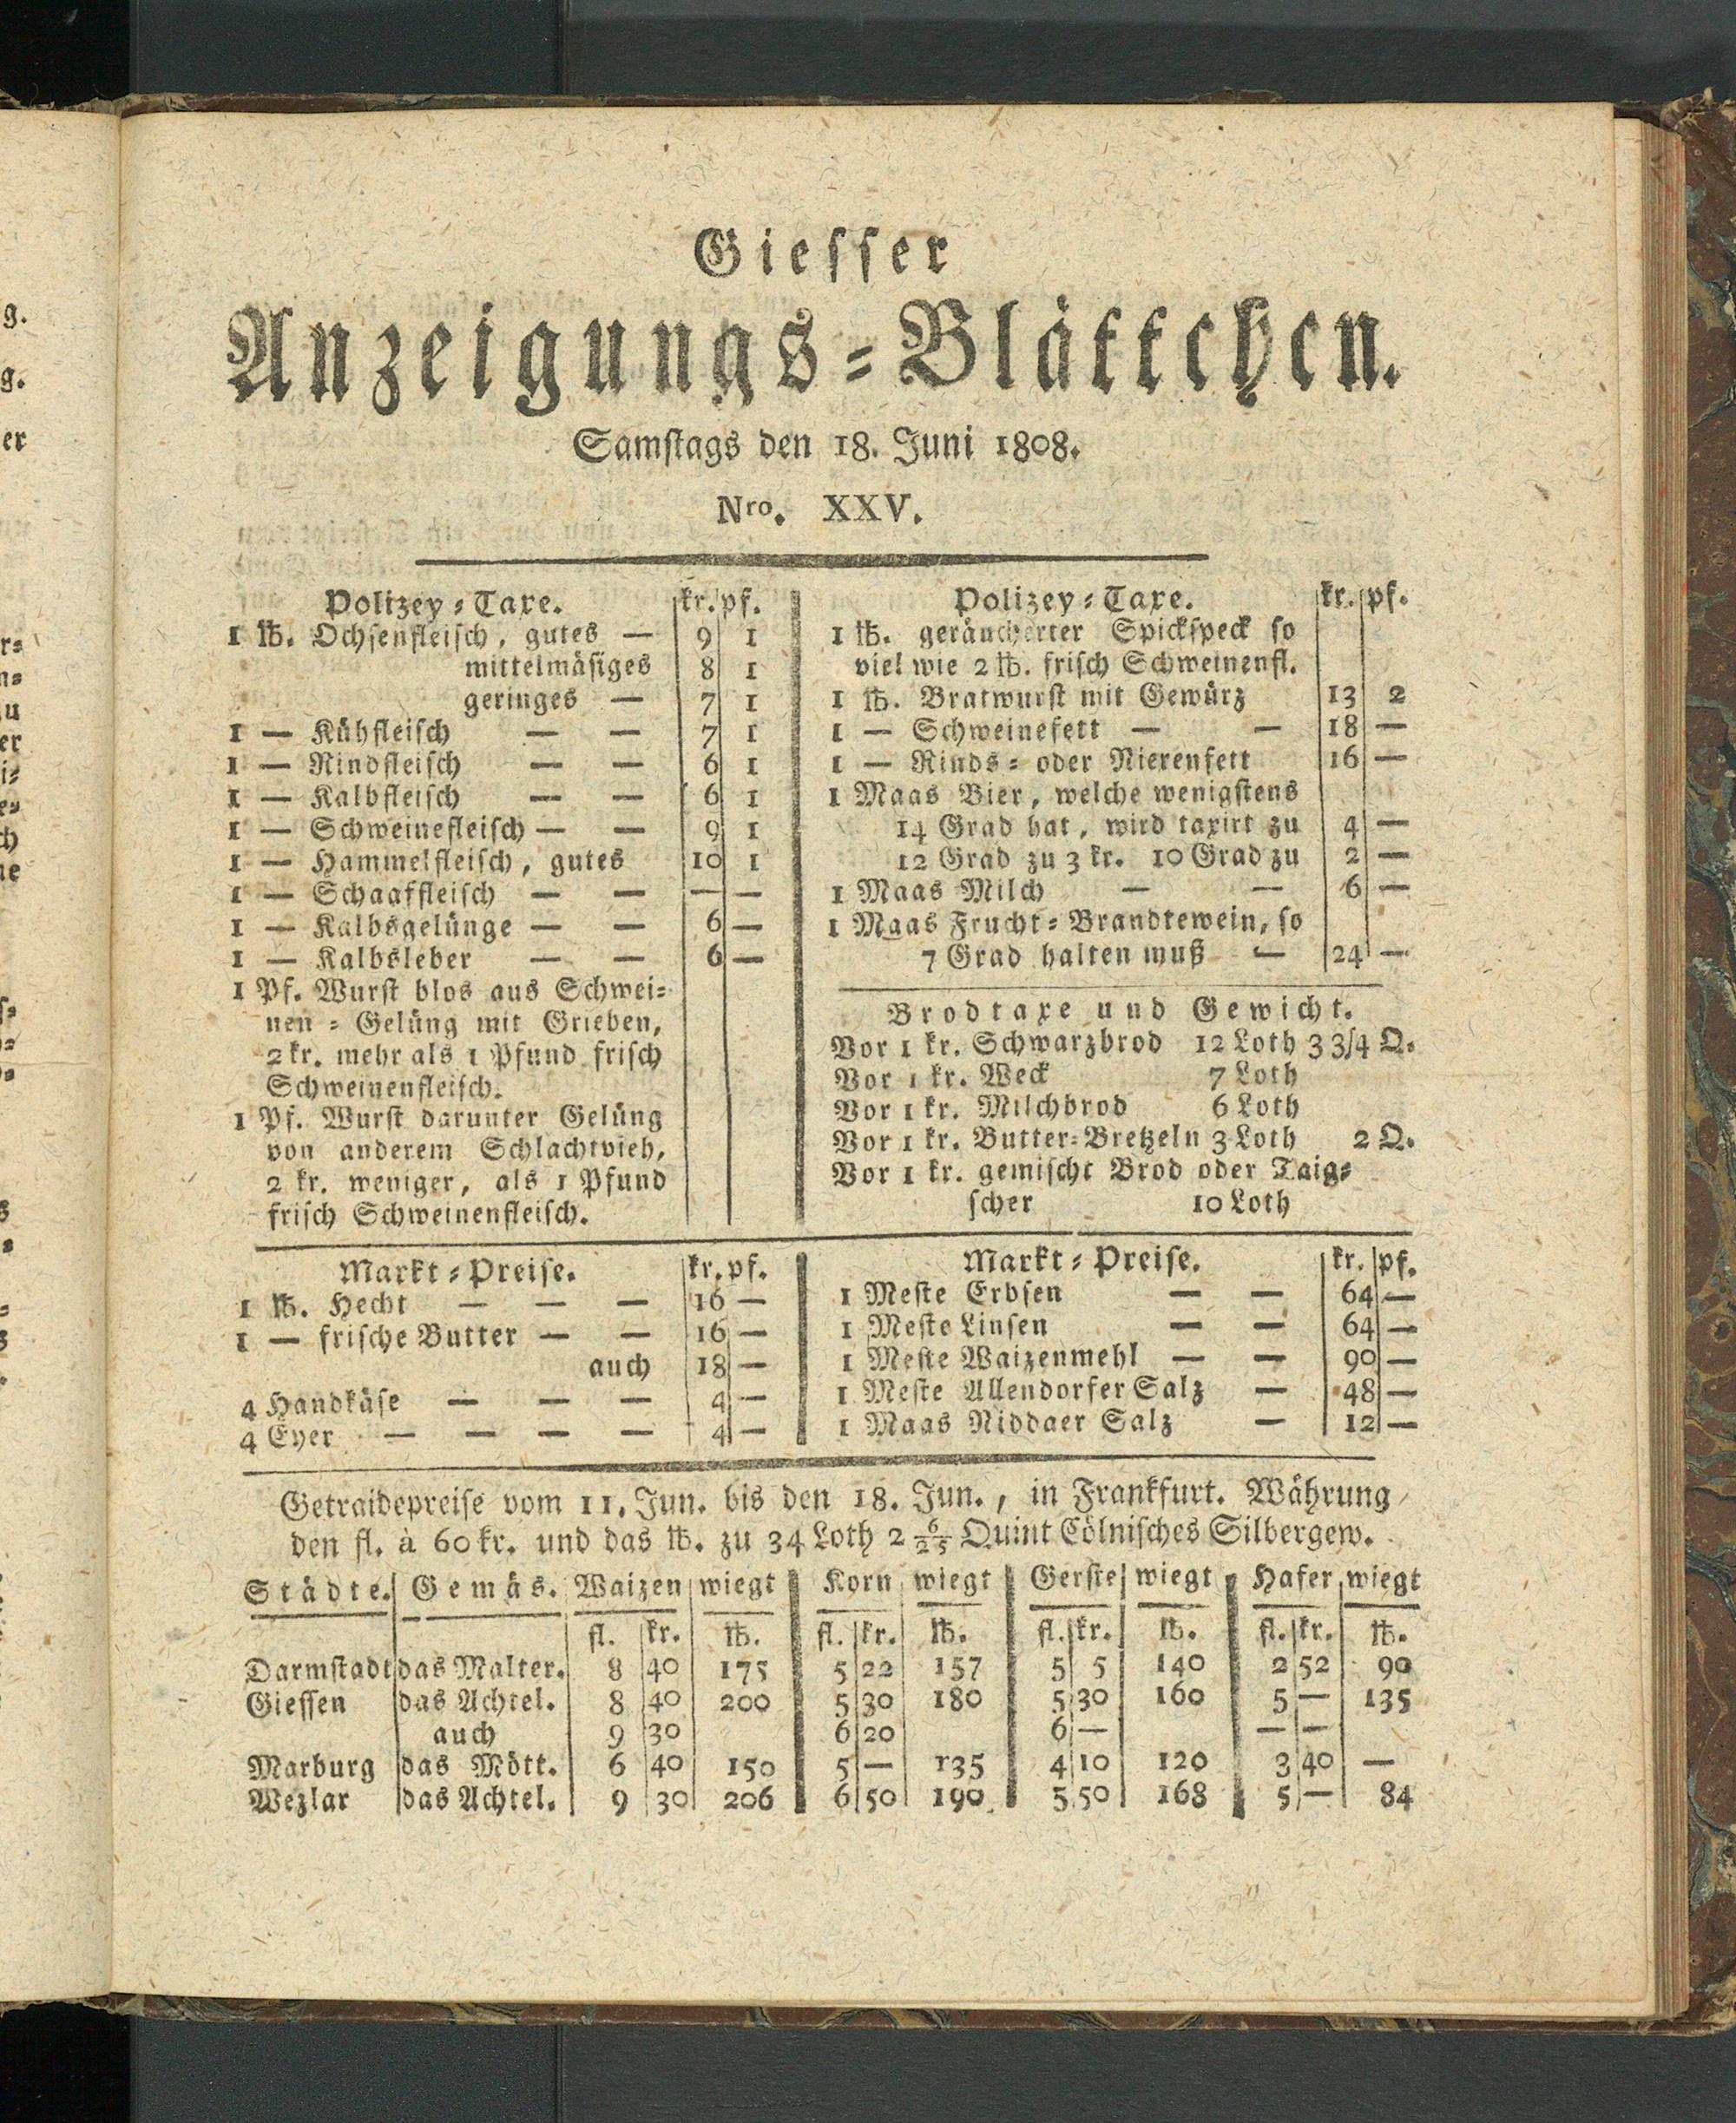 Giesser
Anzeigungs-Blättchen.
Samstags den 18. Juni 1808.
Nro. XXV.
Polizey-Taxe. kr. pf.
1 ℔. Ochsenfleisch, gutes — 9 1
mittelmäsiges 8 1
geringes — 7 1
1 — Kühfleisch — — 7 1
1 — Rindfleisch — — 6 1
1 — Kalbfleisch — — 6 1
1 — Schweinefleisch — — 9 1
1 — Hammelfleisch, gutes 10 1
1 — Schaaffleisch — — — —
1 — Kalbsgelünge — — 6 —
1 — Kalbsleber — — 6 —
1 Pf. Wurst blos aus Schwei-
nen-Gelüng mit Grieben,
2 kr. mehr als 1 Pfund frisch
Schweinenfleisch.
1 Pf. Wurst darunter Gelüng
von anderem Schlachtvieh,
2 kr. weniger, als 1 Pfund
frisch Schweinenfleisch.
Polizey-Taxe. kr. pf.
1 ℔. geräucherter Spickspeck so
viel wie 2 ℔. frisch Schweinenfl.
1 ℔. Bratwurst mit Gewürz 13 2
1 — Schweinefett — — 18 —
1 — Rinds- oder Nierenfett 16 —
1 Maas Bier, welche wenigstens
14 Grad hat, wird taxirt zu 4 —
12 Grad zu 3 kr. 10 Grad zu 2 —
1 Maas Milch — — 6 —
1 Maas Frucht-Brandtewein, so
7 Grad halten muß — 24 —
Brodtaxe und Gewicht.
Vor 1 kr. Schwarzbrod 12 Loth 3 3/4 Q.
Vor 1 kr. Weck 7 Loth
Vor 1 kr. Milchbrod 6 Loth
Vor 1 kr. Butter-Bretzeln 3 Loth 2 Q.
Vor 1 kr. gemischt Brod oder Taig-
scher 10 Loth
Markt-Preise. kr. pf.
1 ℔. Hecht — — — 16 —
1 — frische Butter — — 16 —
auch 18 —
4 Handkäse — — — 4 —
4 Eyer — — — — 4 —
Markt-Preise. kr. pf.
1 Meste Erbsen — — 64 —
1 Meste Linsen — — 64 —
1 Meste Waizenmehl — — 90 —
1 Meste Allendorfer Salz — 48 —
1 Maas Niddaer Salz — 12 —
Getraidepreise vom 11. Jun. bis den 18. Jun., in Frankfurt. Währung
den fl. à 60 kr. und das ℔. zu 34 Loth 2 6/25 Quint Cölnisches Silbergew.
Städte. Gemäs. Waizen wiegt Korn wiegt Gerste wiegt Hafer wiegt
fl. kr. ℔. fl. kr. ℔. fl. kr. ℔. fl. kr. ℔.
Darmstadt das Malter. 8 40 175 5 22 157 5 5 140 2 52 90
Giessen das Achtel. 8 40 200 5 30 180 5 30 160 5 — 135
auch 9 30 6 20 6 — — —
Marburg das Mött. 6 40 150 5 — 135 4 10 120 3 40 —
Wezlar das Achtel. 9 30 206 6 50 190 5 50 168 5 — 84
g.
g.
er